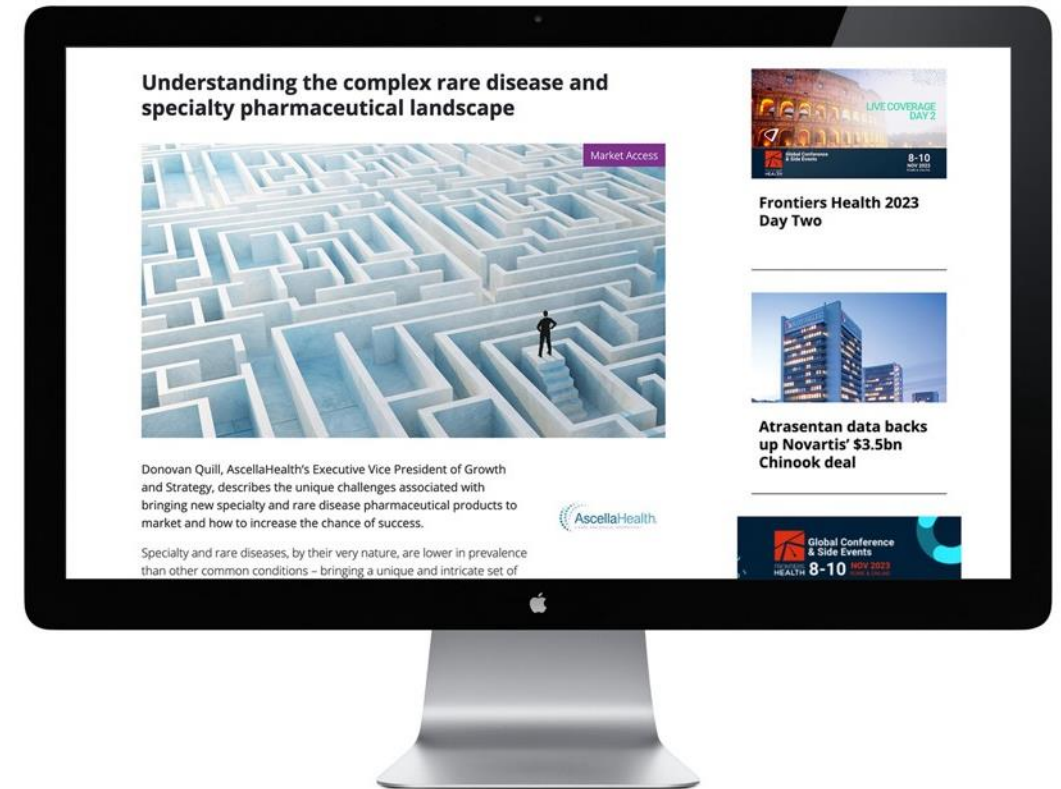 Understanding the complex rare disease and
specialty pharmaceutical landscape
Market Access
Donovan Quill, AscellaHealth's Executive Vice President of Growth
and Strategy, describes the unique challenges associated with
bringing new specialty and rare disease pharmaceutical products to
market and how to increase the chance of success.
AscellaHealth
Specialty and rare diseases, by their very nature, are lower in prevalence
than other common conditions – bringing a unique and intricate set of
LIVE COVERAGE
DAY 2
Global Conference
& Side Events
HEALTH
8-10
NOV 2023
Frontiers Health 2023
Day Two
Atrasentan data backs
up Novartis' $3.5bn
Chinook deal
Global Conference
& Side Events
FRONTIERS
HEALTH 8-10 NOV 2023
ROME & ONLINE